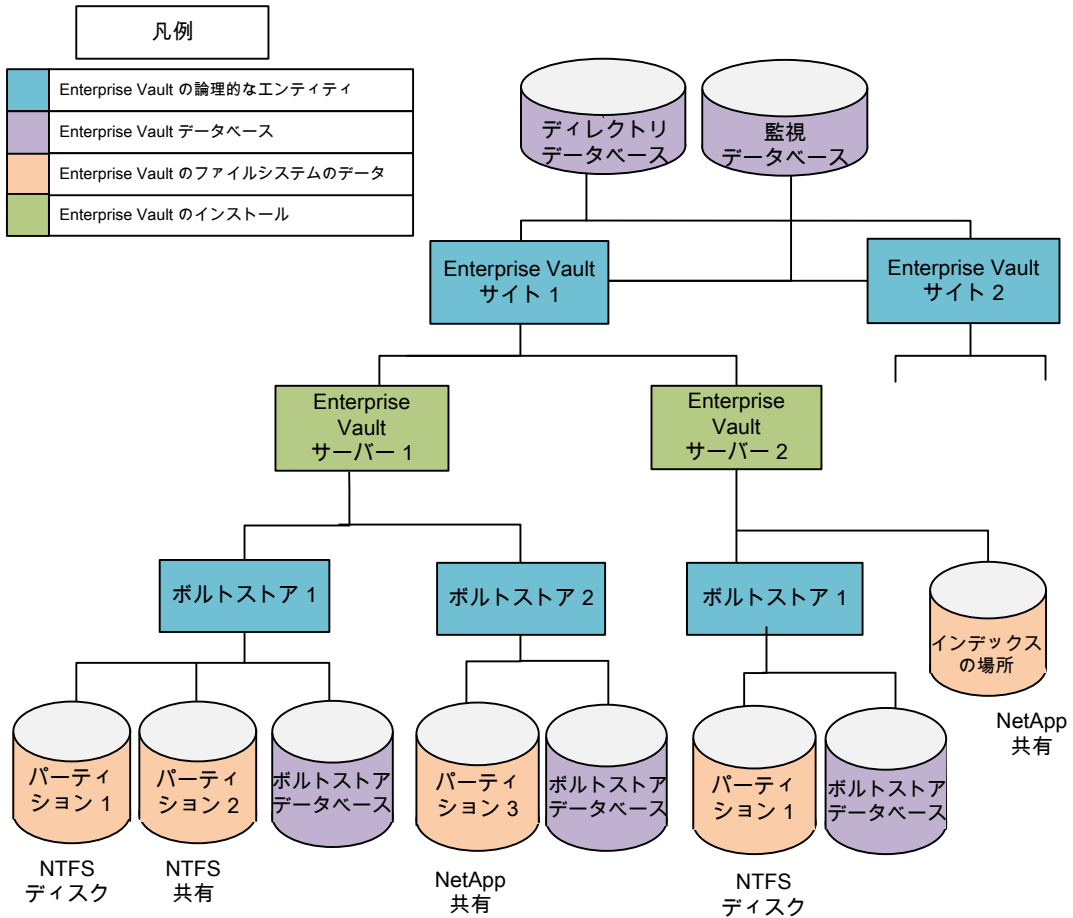 凡例
Enterprise Vault の論理的なエンティティ
Enterprise Vault データベース
Enterprise Vault のファイルシステムのデータ
Enterprise Vault のインストール
ディレクトリ
データベース
監視
データベース
Enterprise Vault
サイト 1
Enterprise Vault
サイト 2
Enterprise
Vault
サーバー 1
Enterprise
Vault
サーバー 2
ボルトストア 1
ボルトストア 2
ボルトストア 1
インデックス
の場所
NetApp
共有
パーティ
ション 1
パーティ
ション 2
ボルトストア
データベース
パーティ
ション 3
ボルトストア
データベース
パーティ
ション 1
ボルトストア
データベース
NTFS
ディスク
NTFS
共有
NetApp
共有
NTFS
ディスク